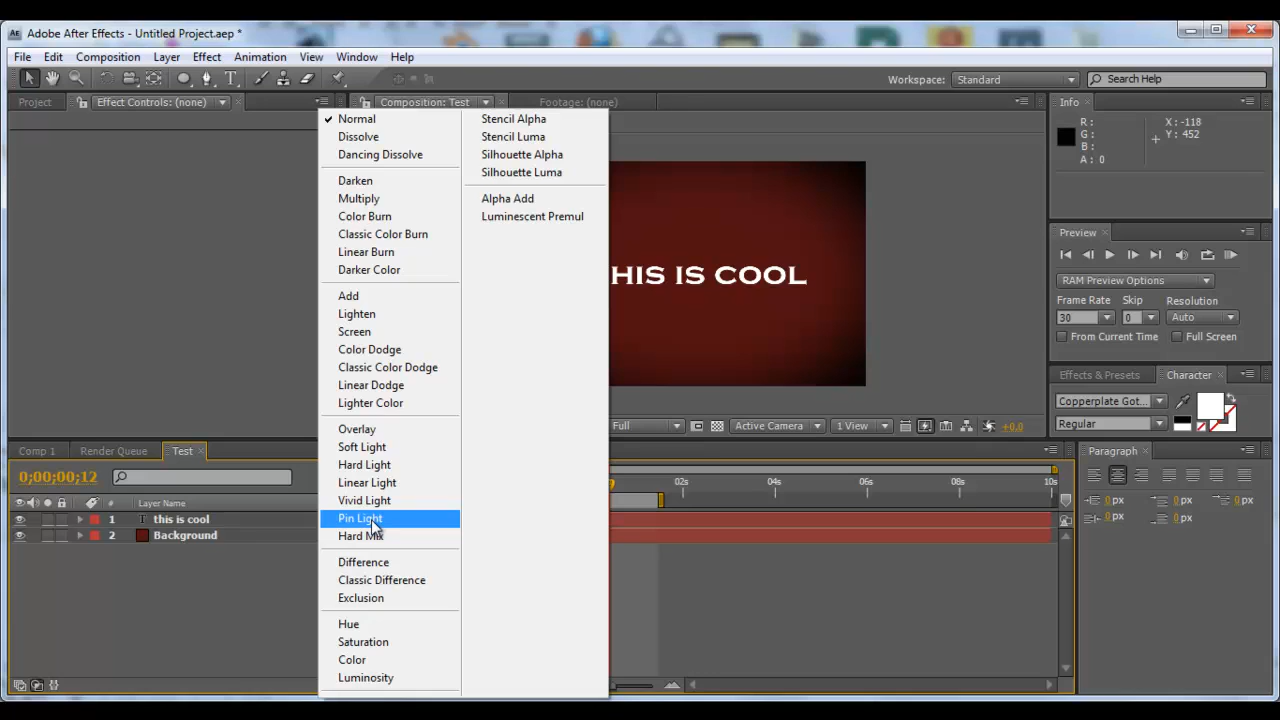 Adobe After Effects - Untitled Project.aep *
File Edit Composition Layer Effect Animation View Window Help
Workspace: Standard Search Help
Project Effect Controls: (none) Composition: Test Footage: (none) Info
Normal
Dissolve
Dancing Dissolve
Darken
Multiply
Color Burn
Classic Color Burn
Linear Burn
Darker Color
Add
Lighten
Screen
Color Dodge
Classic Color Dodge
Linear Dodge
Lighter Color
Overlay
Soft Light
Hard Light
Linear Light
Vivid Light
Pin Light
Hard Mix
Difference
Classic Difference
Exclusion
Hue
Saturation
Color
Luminosity
Stencil Alpha
Stencil Luma
Silhouette Alpha
Silhouette Luma
Alpha Add
Luminescent Premul
HIS IS COOL
R : X : -118
G : Y : 452
B :
A : 0
Preview
RAM Preview Options
Frame Rate Skip Resolution
30 0 Auto
From Current Time Full Screen
Effects & Presets Character
Copperplate Got...
Regular
Full Active Camera 1 View +0.0
Comp 1 Render Queue Test
0;00;00;12
# Layer Name
1 T this is cool
2 Background
02s 04s 06s 08s 10s
Paragraph
0 px 0 px 0 px
0 px 0 px